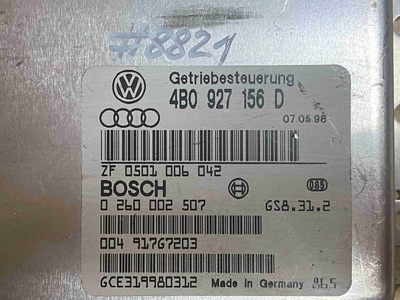 #8821
Getriebesteuerung
4B0 927 156 D
07.05.98
ZF 0501 006 042
BOSCH
085
0 260 002 507
GS8.31.2
004 91767203
GCE319980312
Made in Germany